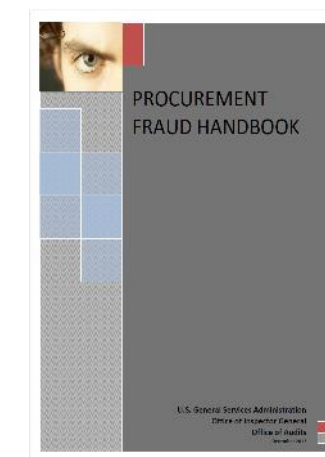 PROCUREMENT
FRAUD HANDBOOK
U.S. General Services Administration
Office of Inspector General
Office of Audits